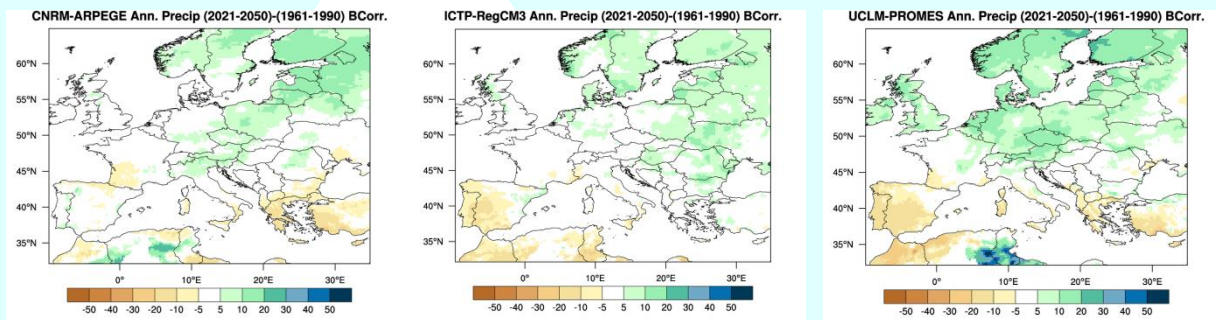 CNRM-ARPEGE Ann. Precip (2021-2050)-(1961-1990) BCorr.
60°N
55°N
50°N
45°N
40°N
35°N
0°
10°E
20°E
30°E
-50 -40 -30 -20 -10 -5 5 10 20 30 40 50
ICTP-RegCM3 Ann. Precip (2021-2050)-(1961-1990) BCorr.
60°N
55°N
50°N
45°N
40°N
35°N
0°
10°E
20°E
30°E
-50 -40 -30 -20 -10 -5 5 10 20 30 40 50
UCLM-PROMES Ann. Precip (2021-2050)-(1961-1990) BCorr.
60°N
55°N
50°N
45°N
40°N
35°N
0°
10°E
20°E
30°E
-50 -40 -30 -20 -10 -5 5 10 20 30 40 50